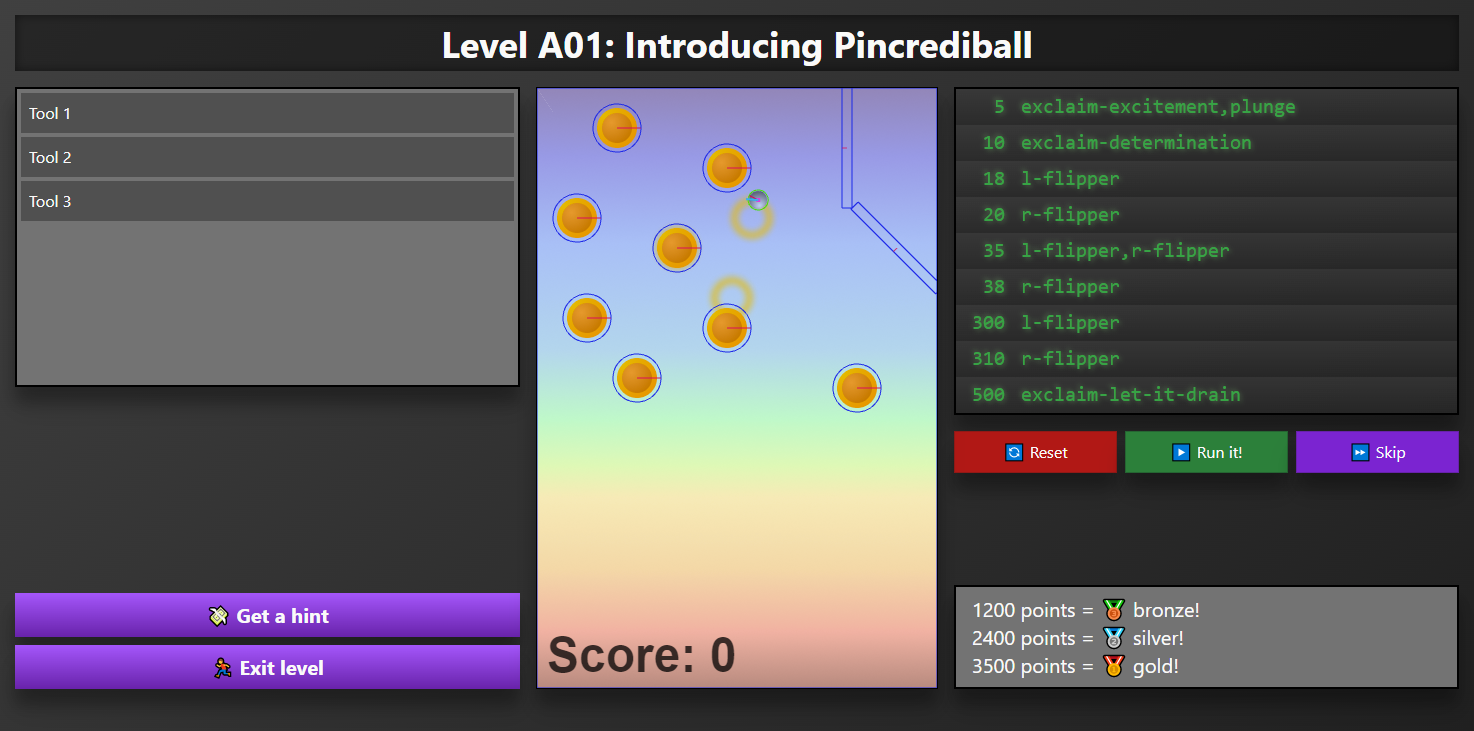 Level A01: Introducing Pincrediball
Tool 1
Tool 2
Tool 3
Get a hint
Exit level
Score: 0
5 exclaim-excitement,plunge
10 exclaim-determination
18 l-flipper
20 r-flipper
35 l-flipper,r-flipper
38 r-flipper
300 l-flipper
310 r-flipper
500 exclaim-let-it-drain
Reset
Run it!
Skip
1200 points = bronze!
2400 points = silver!
3500 points = gold!